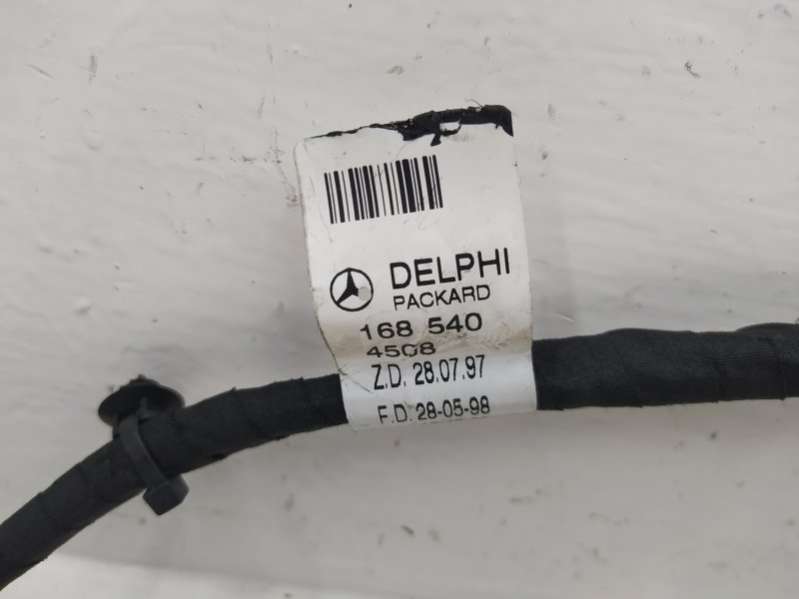 DELPHI
PACKARD
168 540
4508
Z.D. 28.07.97
F.D. 28-05-98